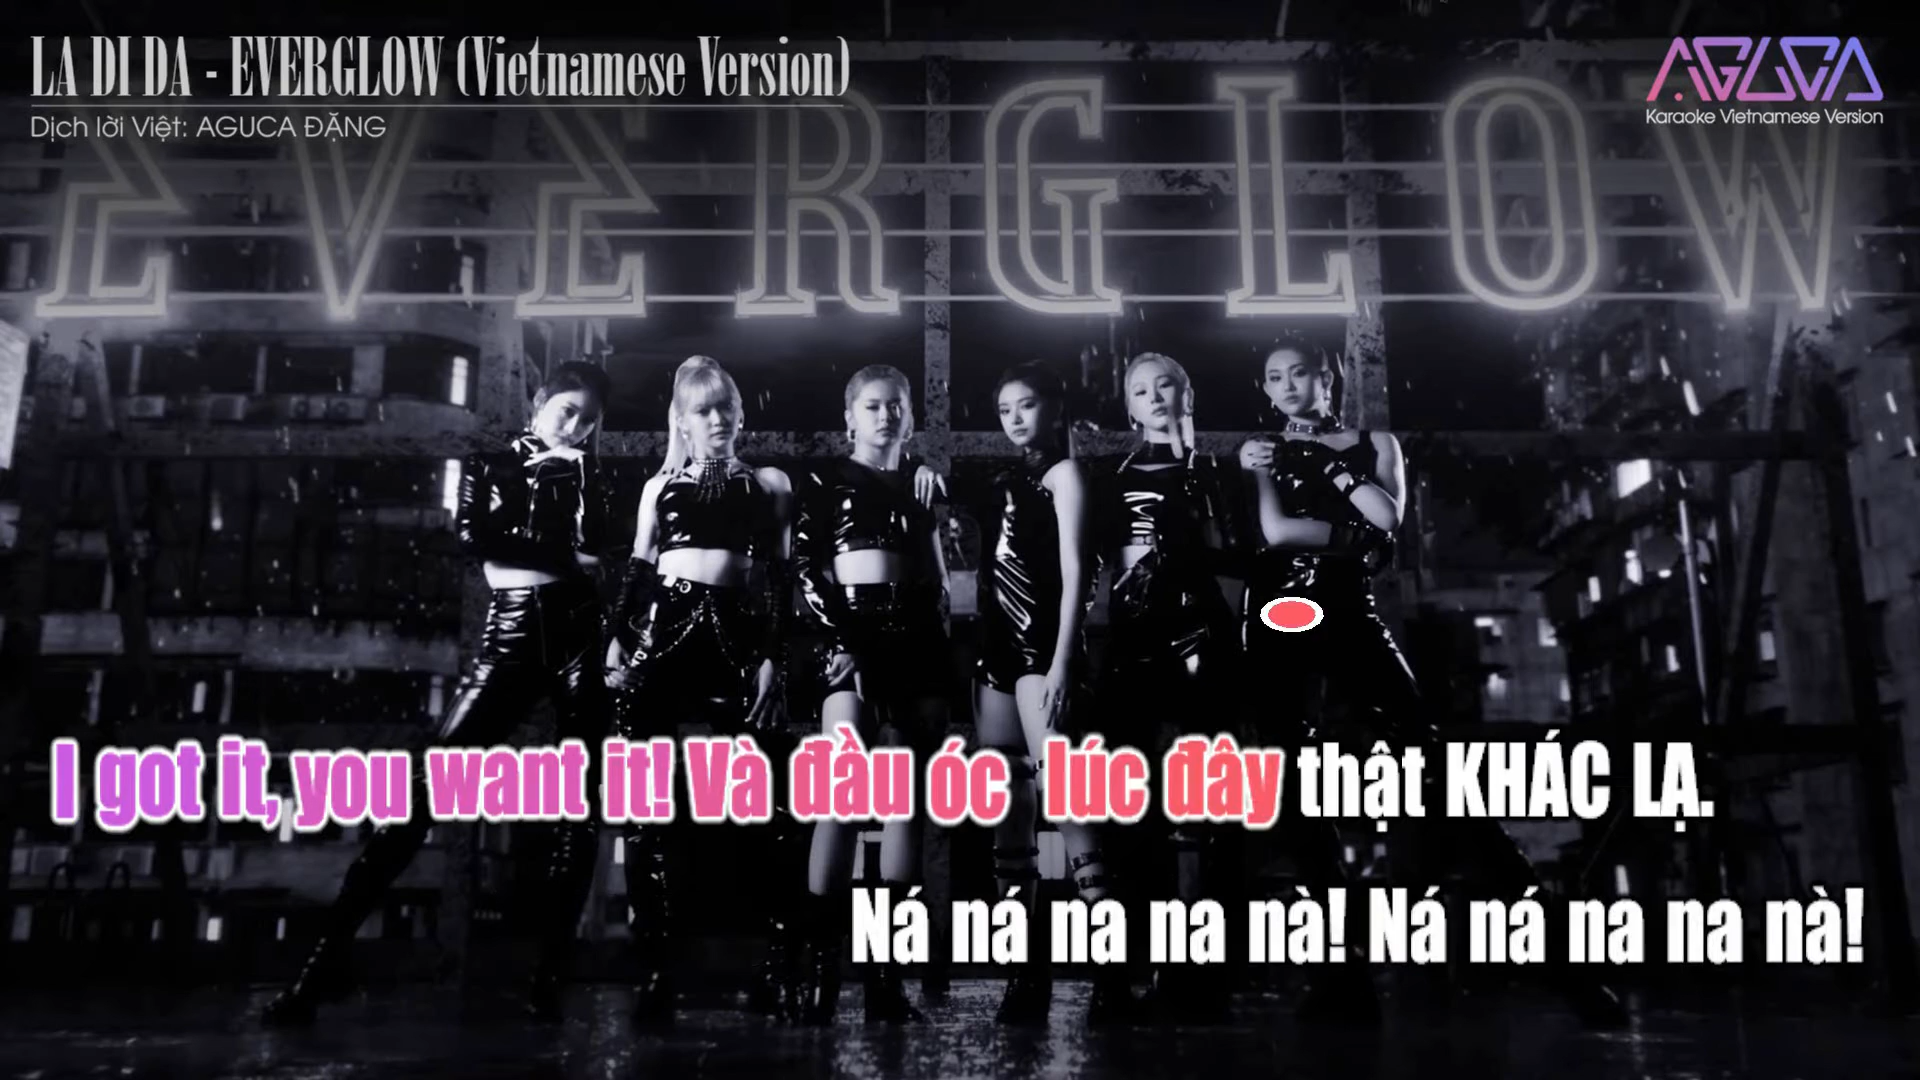 LA DI DA - EVERGLOW (Vietnamese Version)
Dịch lời Việt: AGUCA ĐẶNG
AGUCA
Karaoke Vietnamese Version
EVERGLOW
I got it, you want it! Và đầu óc lúc đây thật KHÁC LẠ.
Ná ná na na nà! Ná ná na na nà!